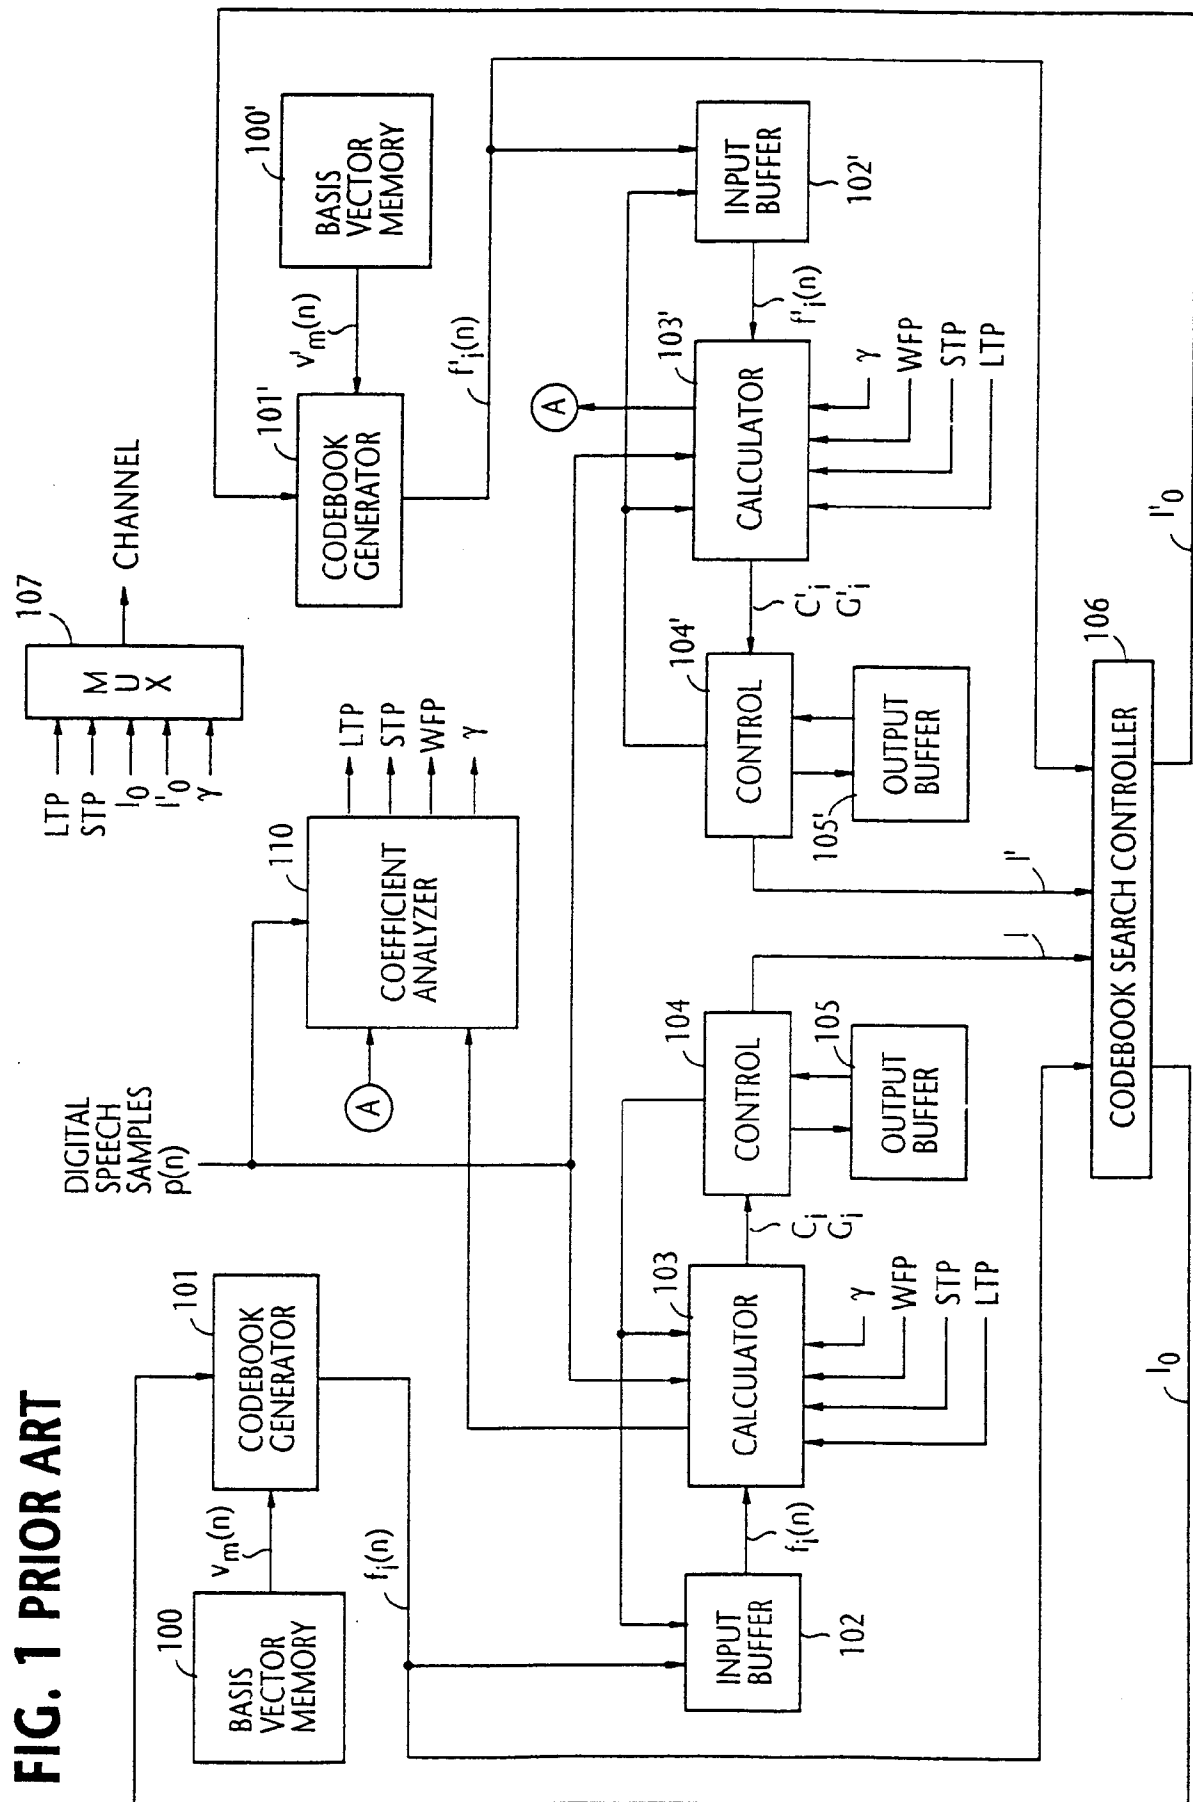 FIG. 1 PRIOR ART
100
BASIS
VECTOR
MEMORY
v_m(n)
101
CODEBOOK
GENERATOR
f_i(n)
DIGITAL
SPEECH
SAMPLES
p(n)
A
110
COEFFICIENT
ANALYZER
LTP
STP
WFP
γ
LTP
STP
I_0
I'_0
γ
107
M
U
X
CHANNEL
101'
CODEBOOK
GENERATOR
v'_m(n)
100'
BASIS
VECTOR
MEMORY
f'_i(n)
INPUT
BUFFER
102
f_i(n)
103
CALCULATOR
γ
WFP
STP
LTP
C_i
G_i
104
CONTROL
105
OUTPUT
BUFFER
I
I'
104'
CONTROL
105'
OUTPUT
BUFFER
C'_i
G'_i
103'
CALCULATOR
A
γ
WFP
STP
LTP
f'_i(n)
INPUT
BUFFER
102'
106
CODEBOOK SEARCH CONTROLLER
I_0
I'_0